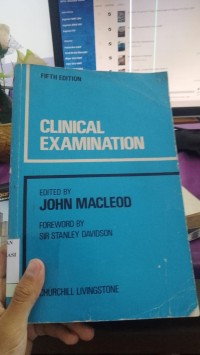 FIFTH EDITION
CLINICAL
EXAMINATION
EDITED BY
JOHN MACLEOD
FOREWORD BY
SIR STANLEY DAVIDSON
CHURCHILL LIVINGSTONE